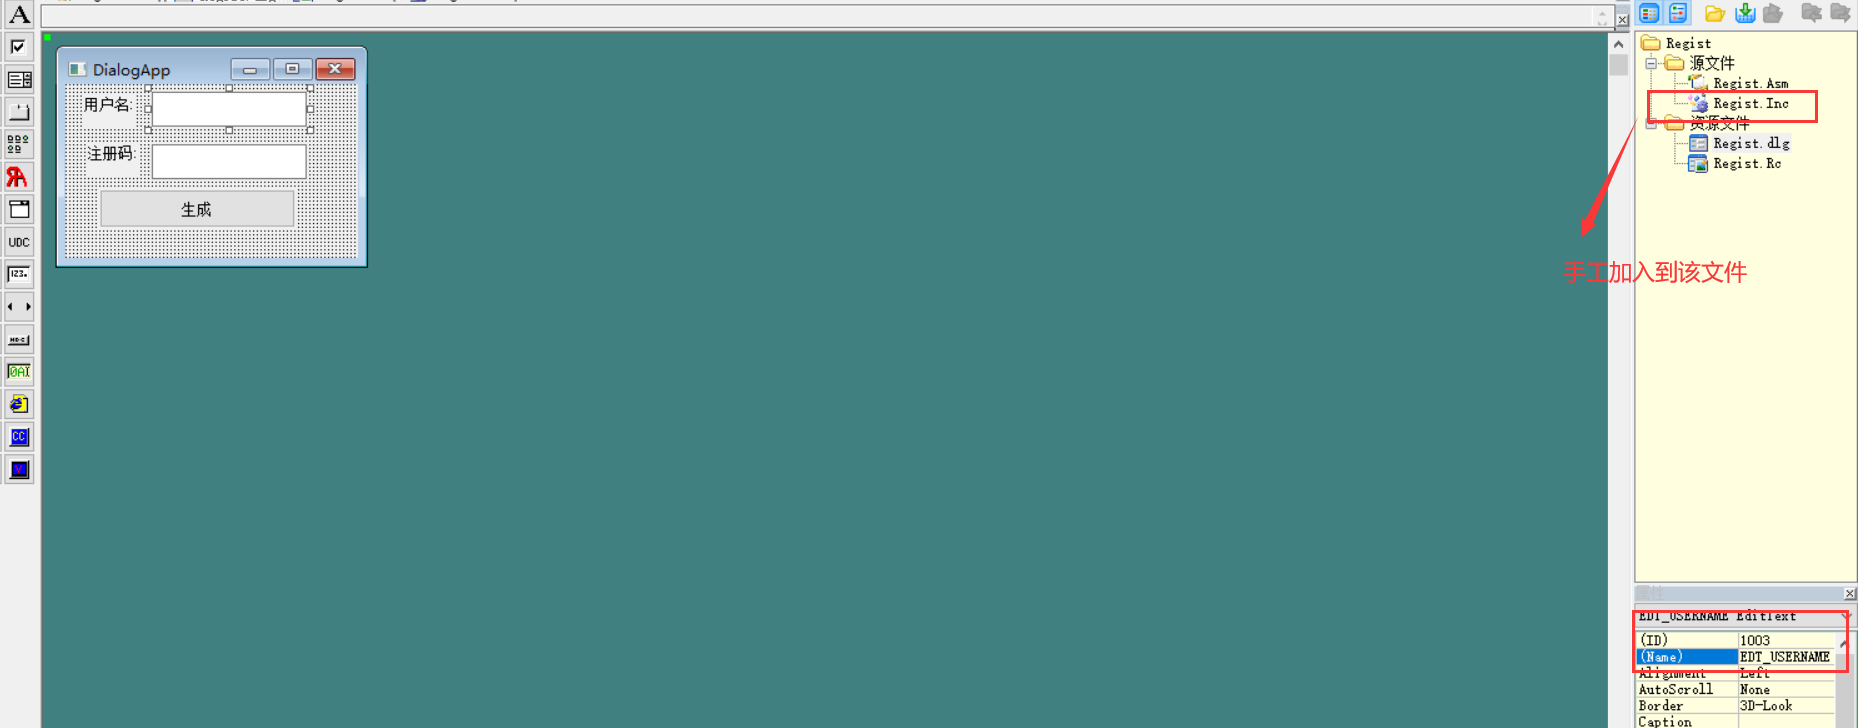 A
DialogApp
用户名:
注册码:
生成
UDC
123.
CC
V
Regist
源文件
Regist.Asm
Regist.Inc
资源文件
Regist.dlg
Regist.Rc
手工加入到该文件
属性
EDT_USERNAME EditText
(ID) 1003
(Name) EDT_USERNAME
Alignment Left
AutoScroll None
Border 3D-Look
Caption